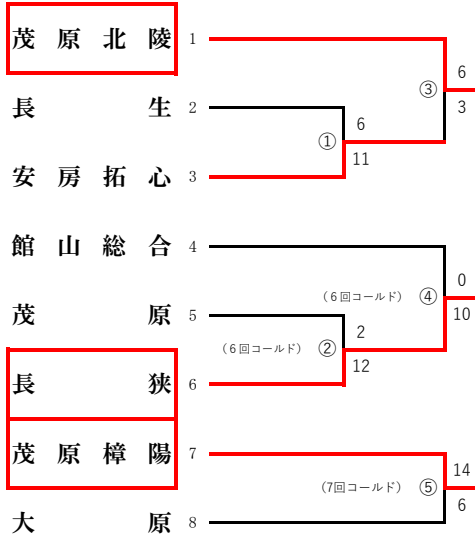 茂原北陵 1
6
③
長生 2
3
6
①
11
安房拓心 3
館山総合 4
0
(６回コールド) ④
茂原 5
10
2
(６回コールド) ②
12
長狭 6
茂原樟陽 7
14
(7回コールド) ⑤
6
大原 8